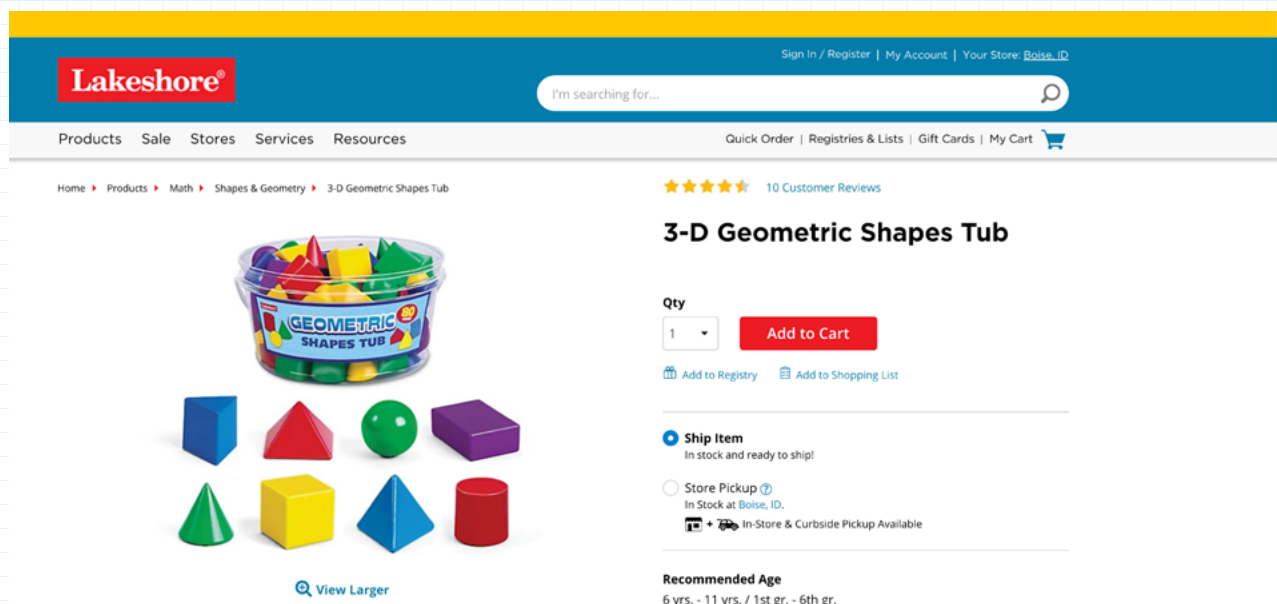 Sign In / Register | My Account | Your Store: Boise, ID
Lakeshore®
I'm searching for...
Products Sale Stores Services Resources
Quick Order | Registries & Lists | Gift Cards | My Cart
Home Products Math Shapes & Geometry 3-D Geometric Shapes Tub
10 Customer Reviews
3-D Geometric Shapes Tub
GEOMETRIC 80
SHAPES TUB
View Larger
Qty
1
Add to Cart
Add to Registry Add to Shopping List
Ship Item
In stock and ready to ship!
Store Pickup ?
In Stock at Boise, ID.
+ In-Store & Curbside Pickup Available
Recommended Age
6 yrs. - 11 yrs. / 1st gr. - 6th gr.